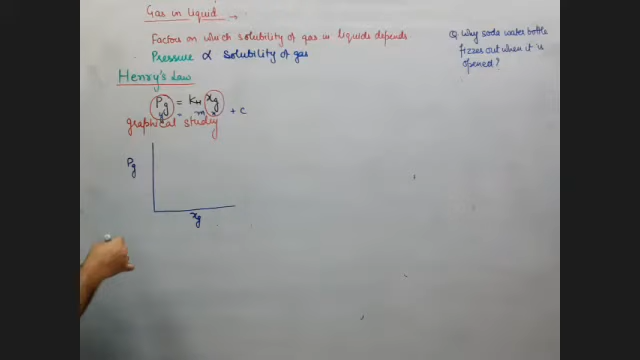 Gas in liquid →
Factors on which solubility of gas in liquids depends
Pressure ∝ Solubility of gas
Henry's Law
Pg = KH xg
y = m x + c
graphical study
Pg
xg
Q Why soda water bottle
fizzes out when it is
opened?